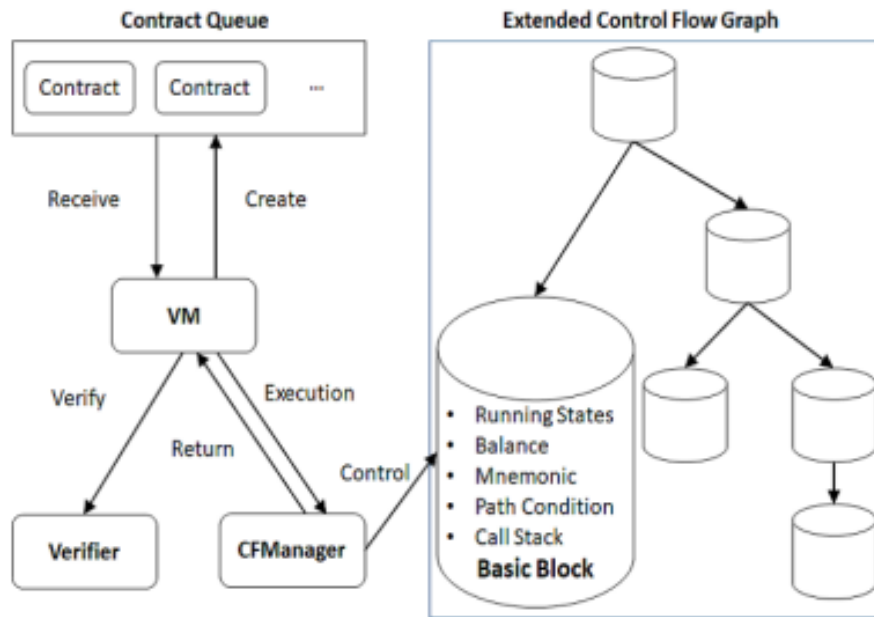 Contract Queue
Contract
Contract
...
Receive
Create
VM
Verify
Execution
Return
Verifier
CFManager
Control
Extended Control Flow Graph
• Running States
• Balance
• Mnemonic
• Path Condition
• Call Stack
Basic Block